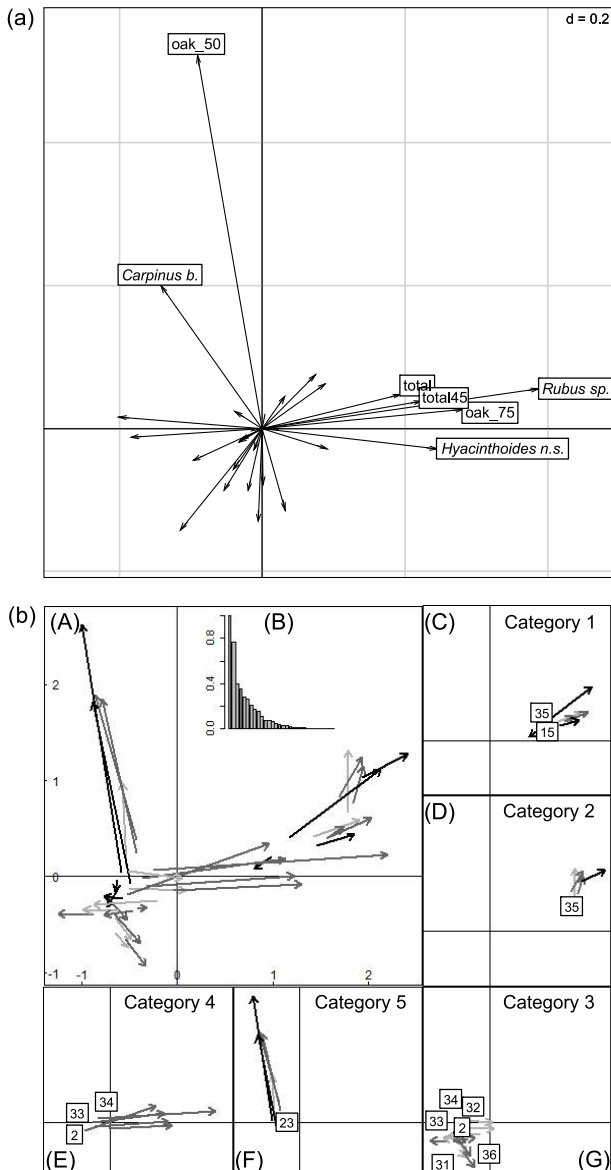 (a)
d = 0.2
oak_50
Carpinus b.
total
total45
oak_75
Rubus sp.
Hyacinthoides n.s.
(b)
(A)
(B)
0.8
0.4
0.0
2
1
0
-1
-1
0
1
2
(C)
Category 1
35
15
(D)
Category 2
35
Category 4
33
34
2
(E)
Category 5
23
(F)
Category 3
34
32
33
2
31
36
(G)